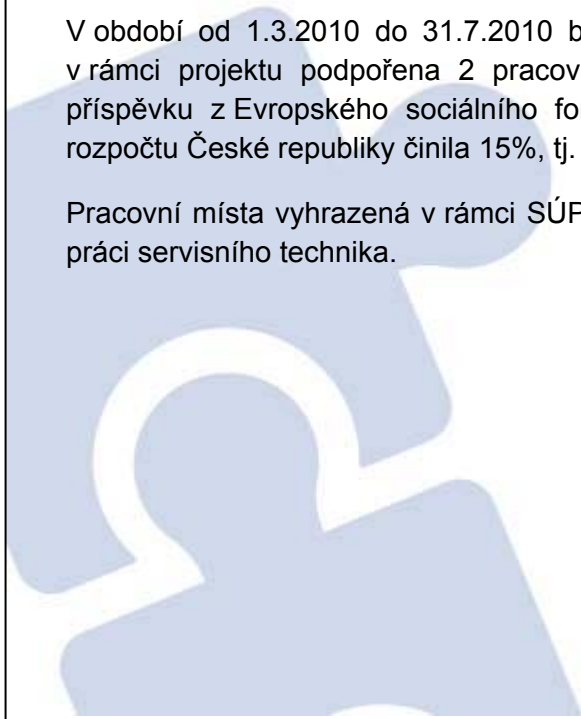 V období od 1.3.2010 do 31.7.2010 b
v rámci projektu podpořena 2 pracov
příspěvku z Evropského sociálního fo
rozpočtu České republiky činila 15%, tj.
Pracovní místa vyhrazená v rámci SÚP
práci servisního technika.